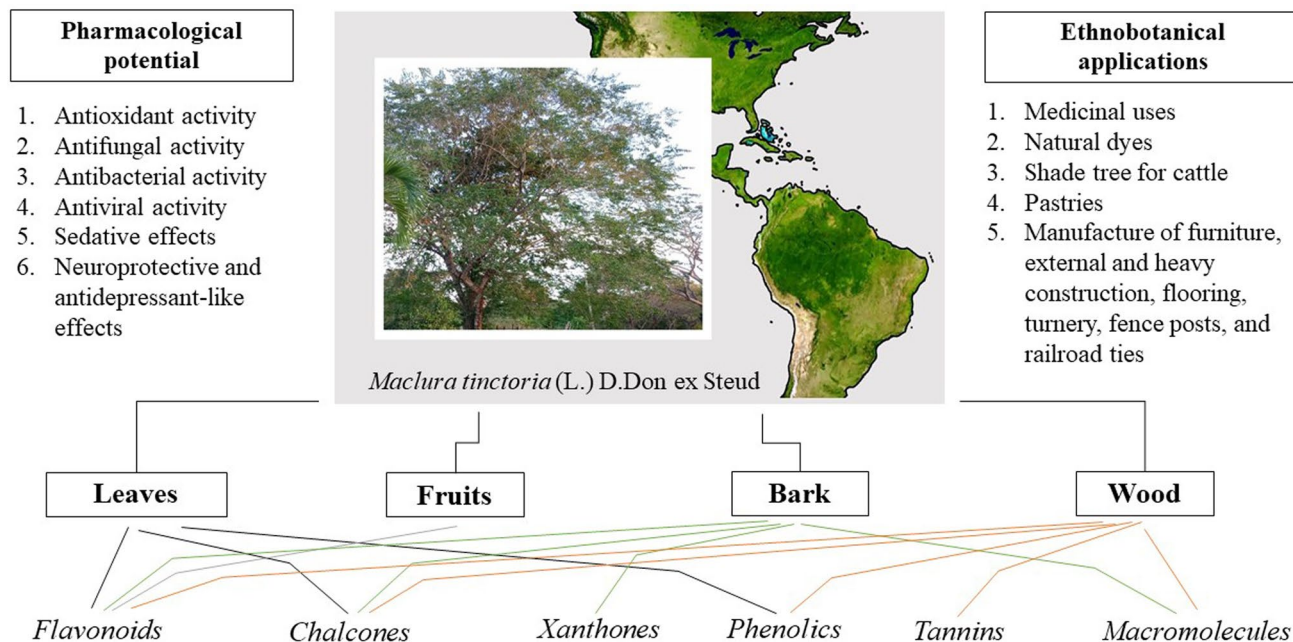 Pharmacological
potential
1. Antioxidant activity
2. Antifungal activity
3. Antibacterial activity
4. Antiviral activity
5. Sedative effects
6. Neuroprotective and
antidepressant-like
effects
Maclura tinctoria (L.) D.Don ex Steud
Ethnobotanical
applications
1. Medicinal uses
2. Natural dyes
3. Shade tree for cattle
4. Pastries
5. Manufacture of furniture,
external and heavy
construction, flooring,
turnery, fence posts, and
railroad ties
Leaves
Fruits
Bark
Wood
Flavonoids
Chalcones
Xanthones
Phenolics
Tannins
Macromolecules